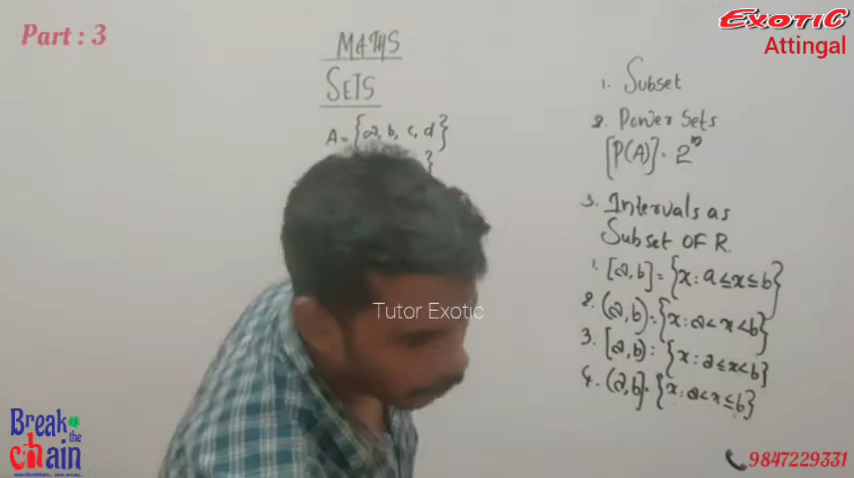 Part : 3
EXOTIC
Attingal
MATHS
SETS
A = {a, b, c, d}
}
1. Subset
2. Power Sets
[P(A)] = 2^n
3. Intervals as
Subset OF R.
1. [a, b] = {x : a ≤ x ≤ b}
2. (a, b) = {x : a < x < b}
3. [a, b) = {x : a ≤ x < b}
4. (a, b] = {x : a < x ≤ b}
Tutor Exotic
Break
the
chain
9847229331